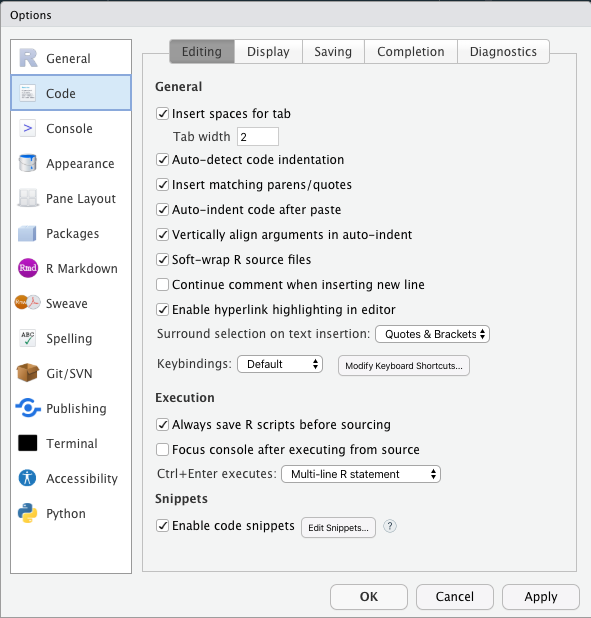 Options
General
Code
Console
Appearance
Pane Layout
Packages
R Markdown
Sweave
Spelling
Git/SVN
Publishing
Terminal
Accessibility
Python
Editing Display Saving Completion Diagnostics
General
Insert spaces for tab
Tab width 2
Auto-detect code indentation
Insert matching parens/quotes
Auto-indent code after paste
Vertically align arguments in auto-indent
Soft-wrap R source files
Continue comment when inserting new line
Enable hyperlink highlighting in editor
Surround selection on text insertion: Quotes & Brackets
Keybindings: Default Modify Keyboard Shortcuts...
Execution
Always save R scripts before sourcing
Focus console after executing from source
Ctrl+Enter executes: Multi-line R statement
Snippets
Enable code snippets Edit Snippets... ?
OK Cancel Apply